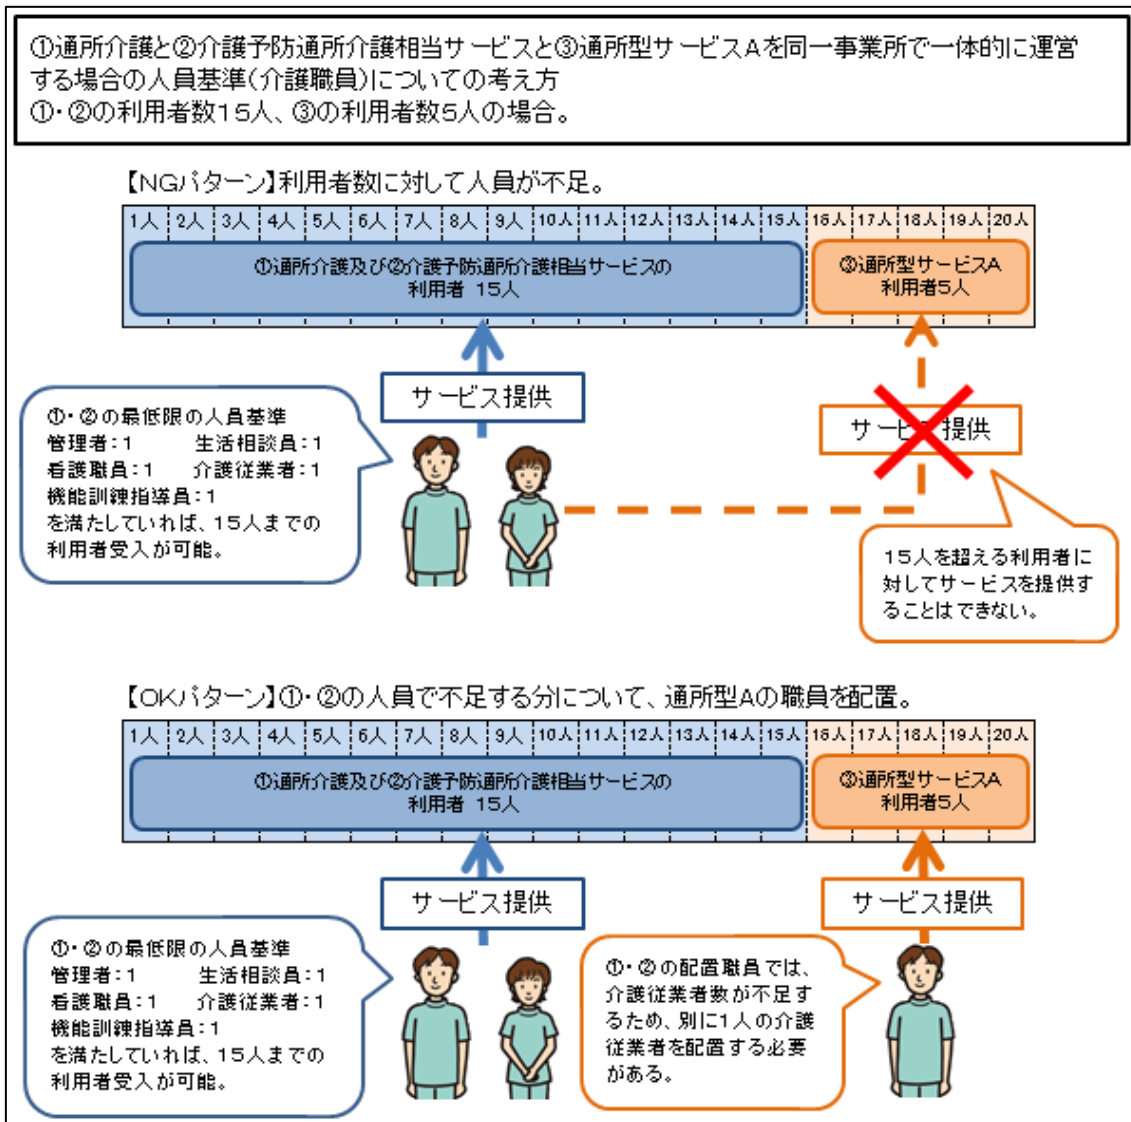 ①通所介護と②介護予防通所介護相当サービスと③通所型サービスAを同一事業所で一体的に運営
する場合の人員基準(介護職員)についての考え方
①・②の利用者数15人、③の利用者数5人の場合。
【NGパターン】利用者数に対して人員が不足。
1人 2人 3人 4人 5人 6人 7人 8人 9人 10人 11人 12人 13人 14人 15人 16人 17人 18人 19人 20人
①通所介護及び②介護予防通所介護相当サービスの
利用者 15人
③通所型サービスA
利用者5人
サービス提供
サービス提供
①・②の最低限の人員基準
管理者:1 生活相談員:1
看護職員:1 介護従業者:1
機能訓練指導員:1
を満たしていれば、15人までの
利用者受入が可能。
15人を超える利用者に
対してサービスを提供す
ることはできない。
【OKパターン】①・②の人員で不足する分について、通所型Aの職員を配置。
1人 2人 3人 4人 5人 6人 7人 8人 9人 10人 11人 12人 13人 14人 15人 16人 17人 18人 19人 20人
①通所介護及び②介護予防通所介護相当サービスの
利用者 15人
③通所型サービスA
利用者5人
サービス提供
サービス提供
①・②の最低限の人員基準
管理者:1 生活相談員:1
看護職員:1 介護従業者:1
機能訓練指導員:1
を満たしていれば、15人までの
利用者受入が可能。
①・②の配置職員では、
介護従業者数が不足す
るため、別に1人の介護
従業者を配置する必要
がある。